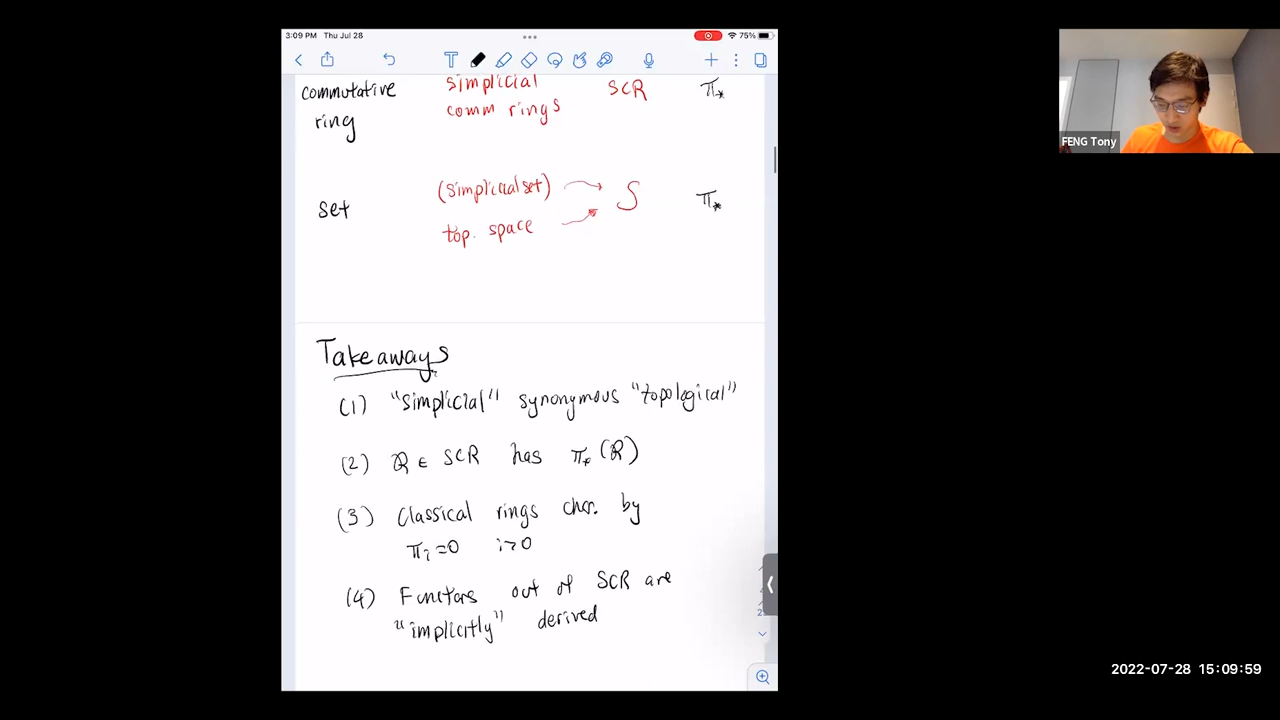 3:09 PM Thu Jul 28
75%
commutative simplicial SCR π*
ring comm rings
(simplicial set)
set S π*
top. space
Takeaways
(1) "simplicial" synonymous "topological"
(2) R ∈ SCR has π*(R)
(3) Classical rings char. by
πi=0 i>0
(4) Functors out of SCR are
"implicitly" derived
FENG Tony
2022-07-28 15:09:59